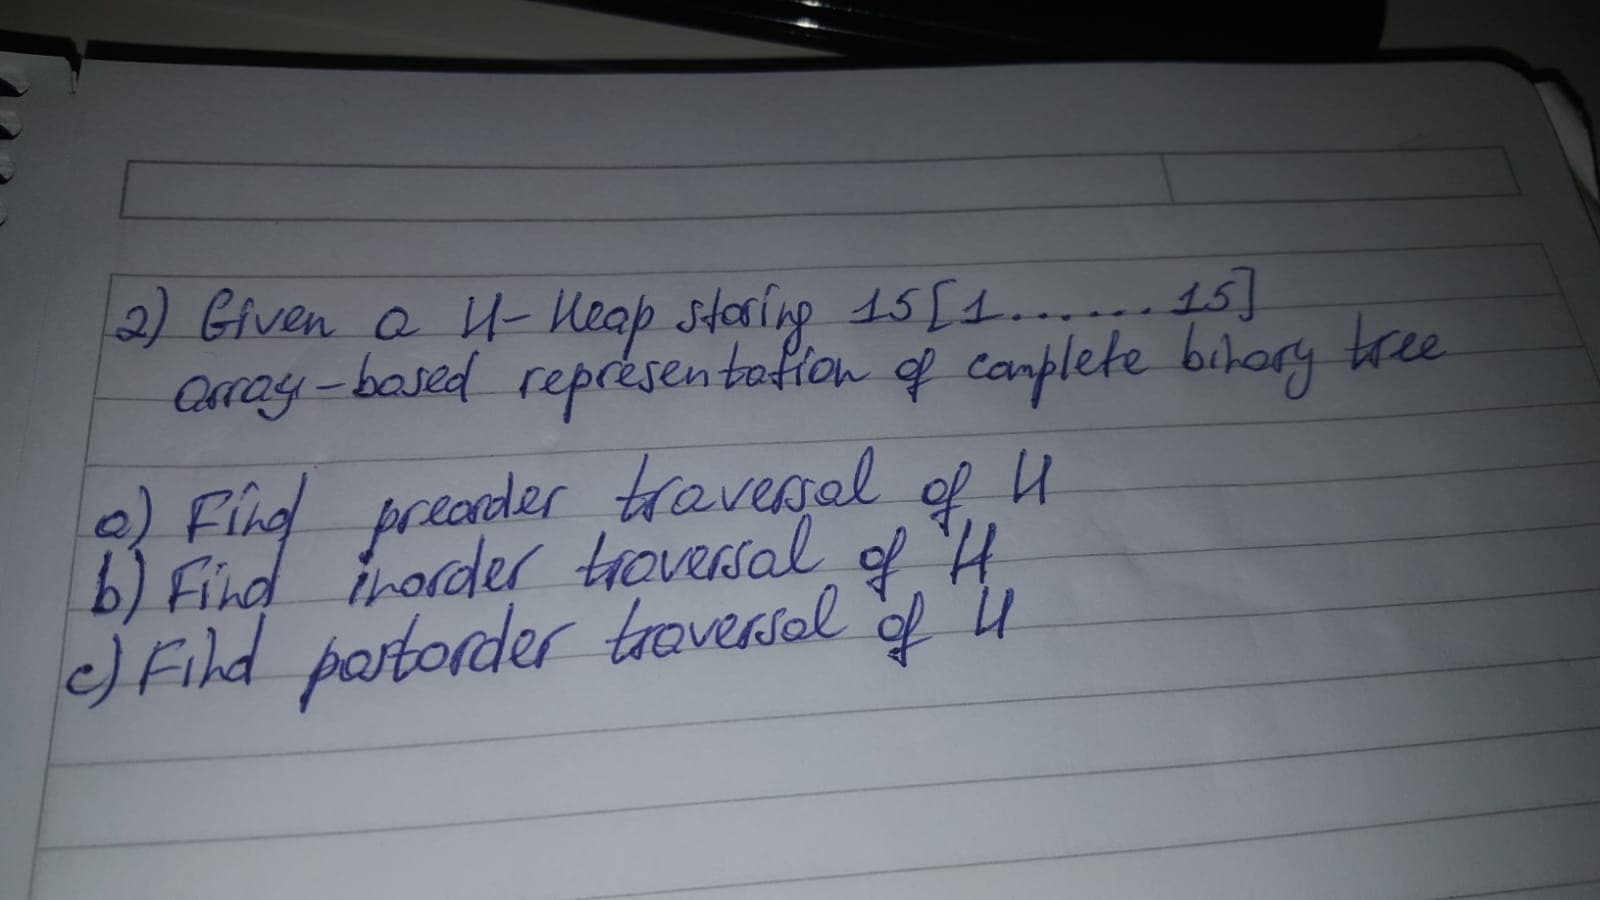 2) Given a H-Heap storing 15[1.......15]
array-based representation of complete binary tree
a) Find preorder traversal of H
b) Find inorder traversal of H
c) Find postorder traversal of H